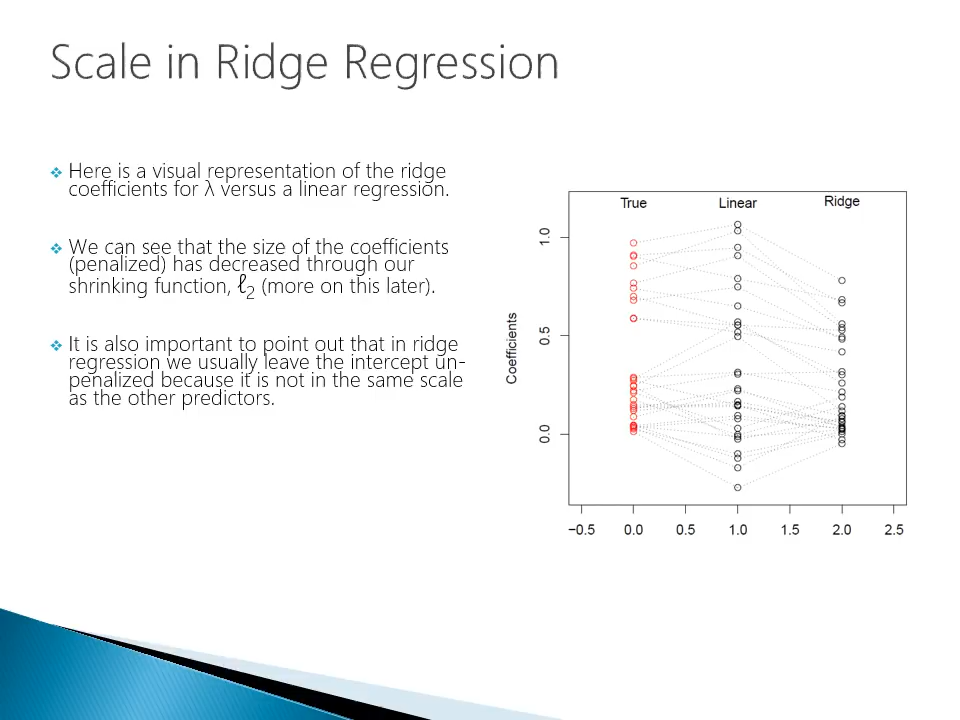 Scale in Ridge Regression
❖ Here is a visual representation of the ridge
coefficients for λ versus a linear regression.
❖ We can see that the size of the coefficients
(penalized) has decreased through our
shrinking function, ℓ2 (more on this later).
❖ It is also important to point out that in ridge
regression we usually leave the intercept un-
penalized because it is not in the same scale
as the other predictors.
True Linear Ridge
Coefficients
1.0
0.5
0.0
−0.5 0.0 0.5 1.0 1.5 2.0 2.5